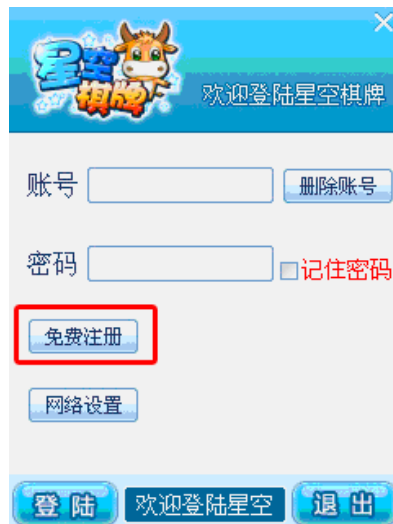 星空
棋牌
欢迎登陆星空棋牌
账号
删除账号
密码
记住密码
免费注册
网络设置
登陆
欢迎登陆星空
退出